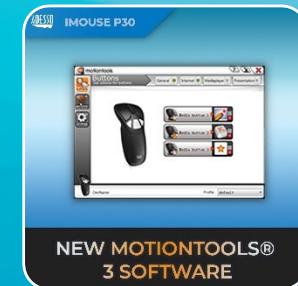 ADESSO
IMOUSE P30
motiontools
Buttons
General
Internet
Mediaplayer
Presentation
Media button 1
Media button 2
Media button 3
Profile
default
NEW MOTIONTOOLS®
3 SOFTWARE